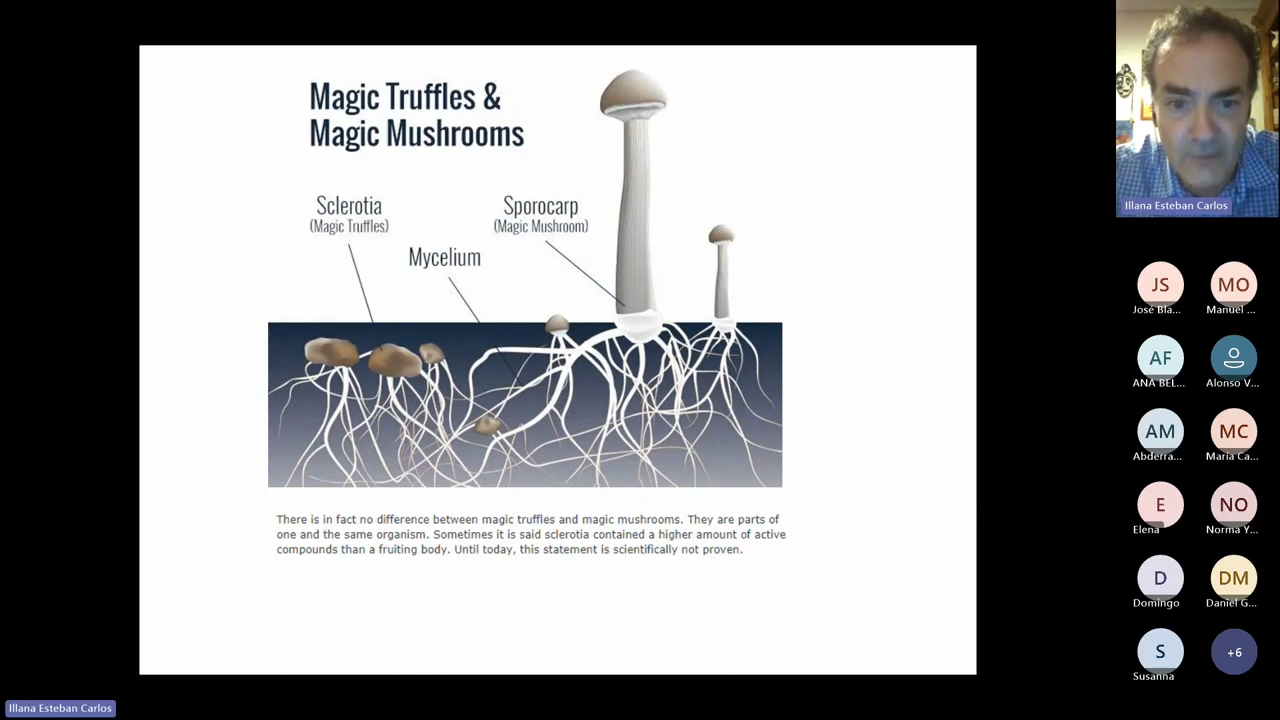 Magic Truffles &
Magic Mushrooms
Sclerotia
(Magic Truffles)
Sporocarp
(Magic Mushroom)
Mycelium
There is in fact no difference between magic truffles and magic mushrooms. They are parts of
one and the same organism. Sometimes it is said sclerotia contained a higher amount of active
compounds than a fruiting body. Until today, this statement is scientifically not proven.
Illana Esteban Carlos
JS
MO
José Bla...
Manuel ...
AF
ANA BEL...
Alonso V...
AM
MC
Abderra...
María Ca...
E
NO
Elena
Norma Y...
D
DM
Domingo
Daniel G...
S
+6
Susanna
Illana Esteban Carlos